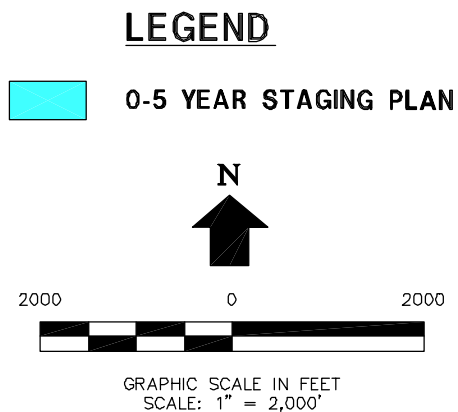 LEGEND
0-5 YEAR STAGING PLAN
N
2000 0 2000
GRAPHIC SCALE IN FEET
SCALE: 1" = 2,000'